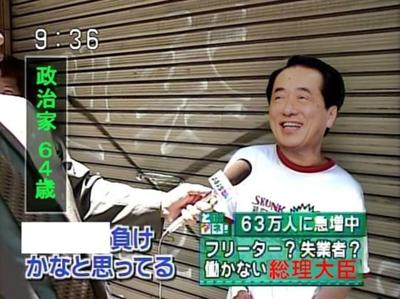 9:36
政治家 64歳
SKUNK
63万人に急増中
フリーター?失業者?
働かない総理大臣
負け
かなと思ってる